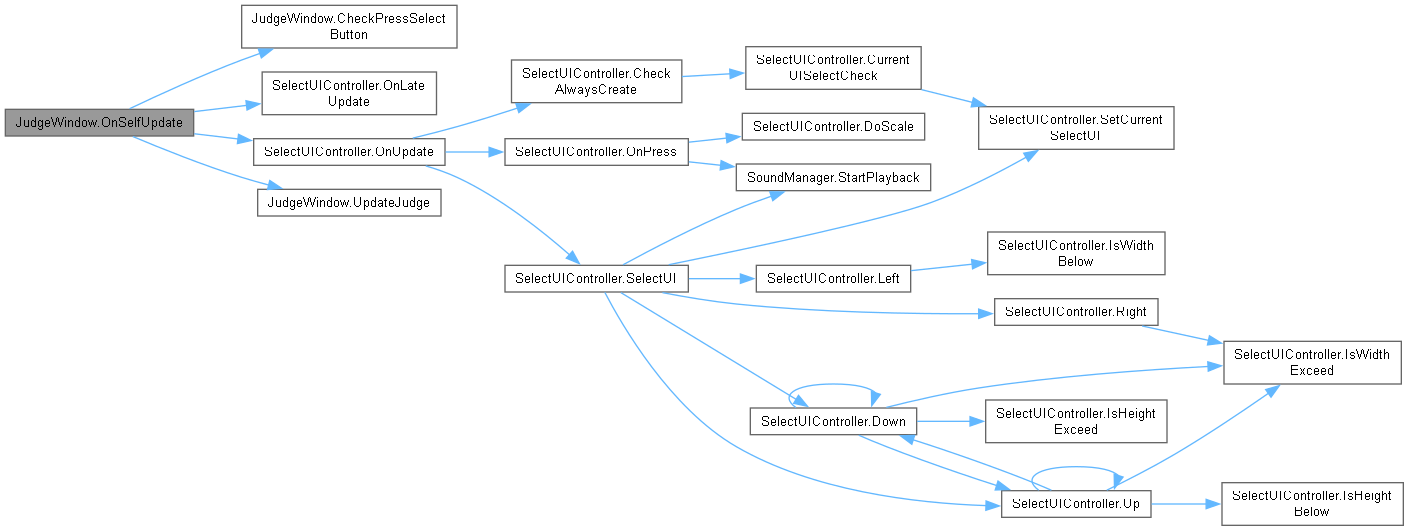 JudgeWindow.CheckPressSelect
Button
SelectUIController.OnLate
Update
JudgeWindow.OnSelfUpdate
SelectUIController.OnUpdate
JudgeWindow.UpdateJudge
SelectUIController.Check
AlwaysCreate
SelectUIController.OnPress
SelectUIController.SelectUI
SelectUIController.Current
UISelectCheck
SelectUIController.DoScale
SoundManager.StartPlayback
SelectUIController.SetCurrent
SelectUI
SelectUIController.Left
SelectUIController.IsWidth
Below
SelectUIController.Right
SelectUIController.IsWidth
Exceed
SelectUIController.Down
SelectUIController.IsHeight
Exceed
SelectUIController.Up
SelectUIController.IsHeight
Below